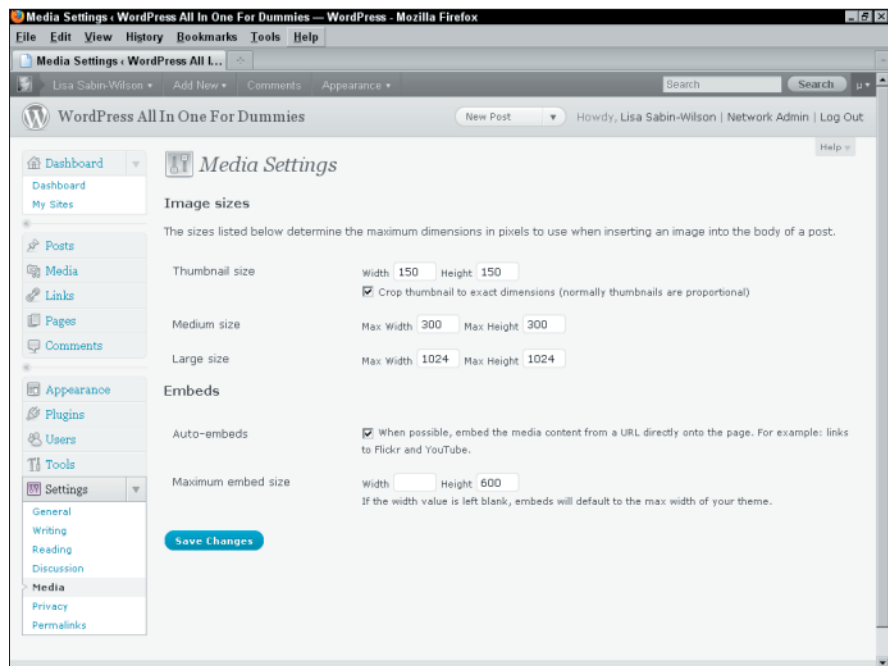 Media Settings ‹ WordPress All In One For Dummies — WordPress - Mozilla Firefox
File Edit View History Bookmarks Tools Help
Media Settings ‹ WordPress All I...
Lisa Sabin-Wilson Add New Comments Appearance Search Search
WordPress All In One For Dummies New Post Howdy, Lisa Sabin-Wilson | Network Admin | Log Out
Help
Dashboard
Dashboard
My Sites
Posts
Media
Links
Pages
Comments
Appearance
Plugins
Users
Tools
Settings
General
Writing
Reading
Discussion
Media
Privacy
Permalinks
Media Settings
Image sizes
The sizes listed below determine the maximum dimensions in pixels to use when inserting an image into the body of a post.
Thumbnail size Width 150 Height 150
Crop thumbnail to exact dimensions (normally thumbnails are proportional)
Medium size Max Width 300 Max Height 300
Large size Max Width 1024 Max Height 1024
Embeds
Auto-embeds When possible, embed the media content from a URL directly onto the page. For example: links
to Flickr and YouTube.
Maximum embed size Width Height 600
If the width value is left blank, embeds will default to the max width of your theme.
Save Changes